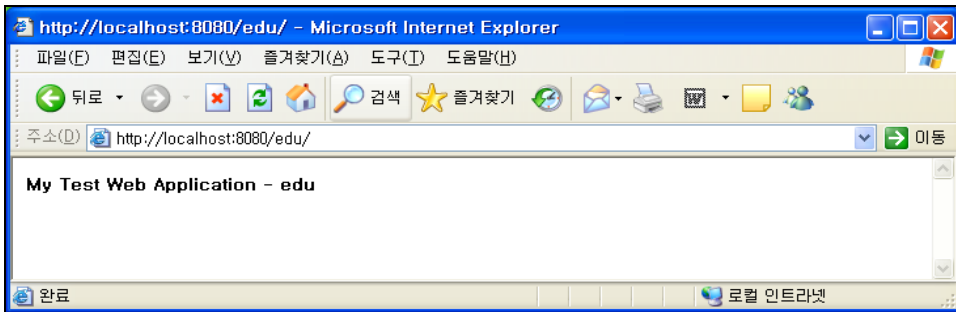 http://localhost:8080/edu/ - Microsoft Internet Explorer
파일(F) 편집(E) 보기(V) 즐겨찾기(A) 도구(T) 도움말(H)
뒤로 검색 즐겨찾기
주소(D) http://localhost:8080/edu/ 이동
My Test Web Application - edu
완료 로컬 인트라넷